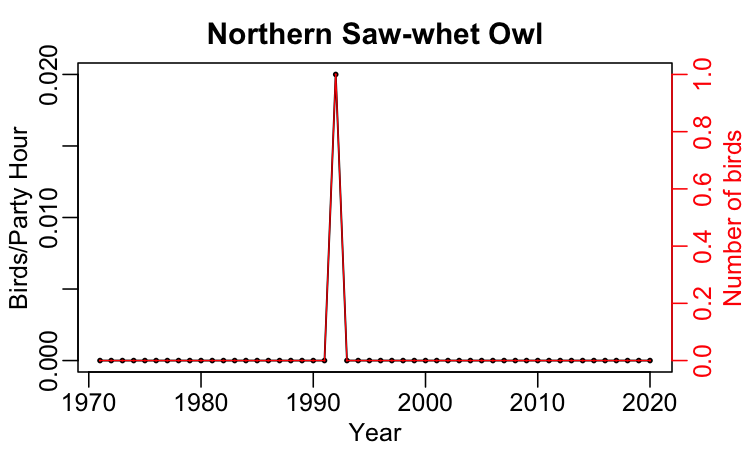 Northern Saw-whet Owl
Birds/Party Hour
0.020
0.010
0.000
1.0
0.8
0.6
0.4
0.2
0.0
Number of birds
1970 1980 1990 2000 2010 2020
Year